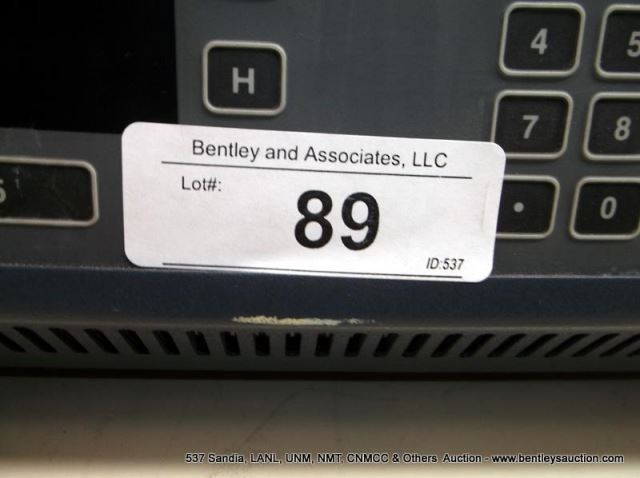 4
5
H
7
8
Bentley and Associates, LLC
Lot#:
89
.
0
ID:537
537 Sandia, LANL, UNM, NMT, CNMCC & Others Auction - www.bentleysauction.com